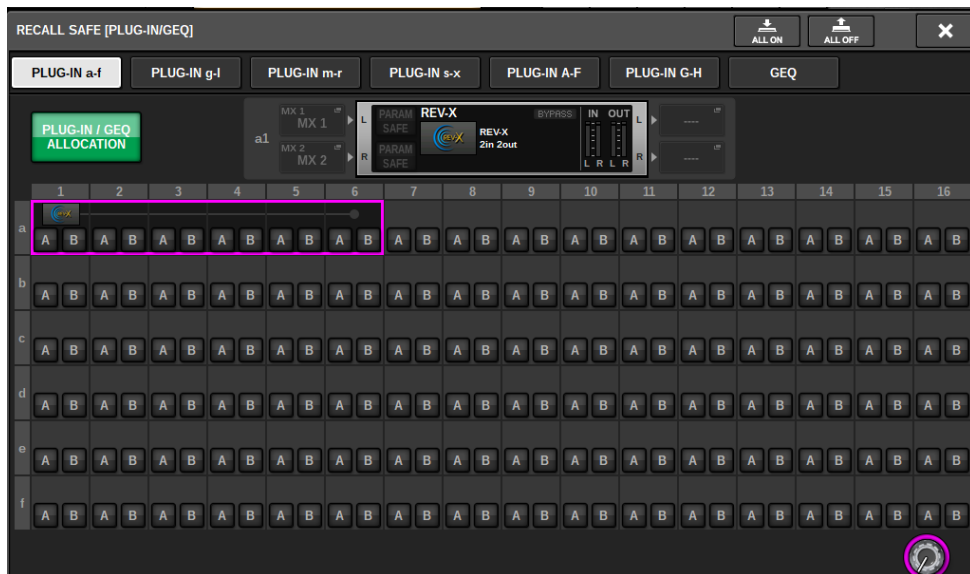 RECALL SAFE [PLUG-IN/GEQ]
ALL ON
ALL OFF
PLUG-IN a-f PLUG-IN g-l PLUG-IN m-r PLUG-IN s-x PLUG-IN A-F PLUG-IN G-H GEQ
PLUG-IN / GEQ
ALLOCATION
a1
MX 1
MX 1
MX 2
MX 2
L
R
PARAM
SAFE
PARAM
SAFE
REV-X
BYPASS
REV-X
REV-X
2in 2out
IN OUT
L R L R
L
R
----
----
1 2 3 4 5 6 7 8 9 10 11 12 13 14 15 16
REV-X
a
A B A B A B A B A B A B A B A B A B A B A B A B A B A B A B A B
b
A B A B A B A B A B A B A B A B A B A B A B A B A B A B A B A B
c
A B A B A B A B A B A B A B A B A B A B A B A B A B A B A B A B
d
A B A B A B A B A B A B A B A B A B A B A B A B A B A B A B A B
e
A B A B A B A B A B A B A B A B A B A B A B A B A B A B A B A B
f
A B A B A B A B A B A B A B A B A B A B A B A B A B A B A B A B